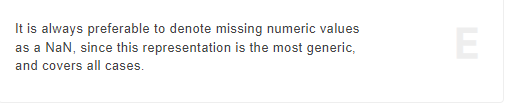 It is always preferable to denote missing numeric values
as a NaN, since this representation is the most generic,
and covers all cases.
E